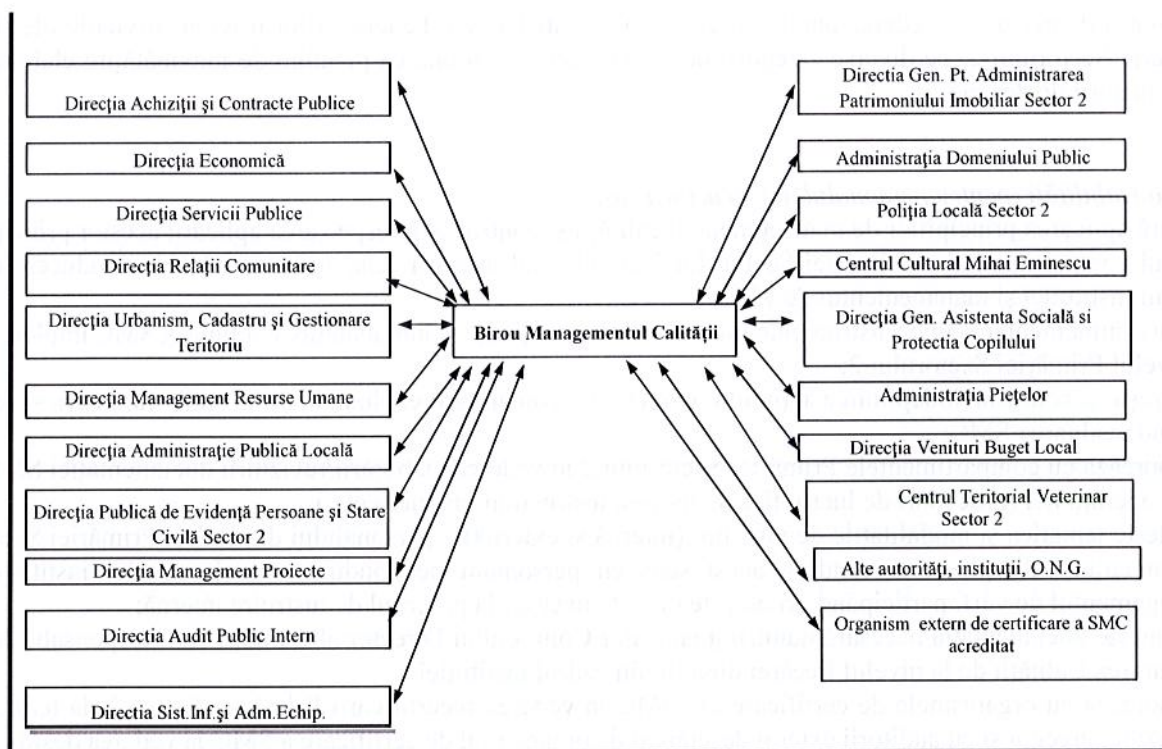 Direcţia Achiziţii şi Contracte Publice
Direcţia Economică
Direcţia Servicii Publice
Direcţia Relaţii Comunitare
Direcţia Urbanism, Cadastru şi Gestionare
Teritoriu
Direcţia Management Resurse Umane
Direcţia Administraţie Publică Locală
Direcţia Publică de Evidenţă Persoane şi Stare
Civilă Sector 2
Direcţia Management Proiecte
Directia Audit Public Intern
Directia Sist.Inf.şi Adm.Echip.
Birou Managementul Calităţii
Directia Gen. Pt. Administrarea
Patrimoniului Imobiliar Sector 2
Administraţia Domeniului Public
Poliţia Locală Sector 2
Centrul Cultural Mihai Eminescu
Direcţia Gen. Asistenta Socială si
Protectia Copilului
Administraţia Pieţelor
Direcţia Venituri Buget Local
Centrul Teritorial Veterinar
Sector 2
Alte autorităţi, instituţii, O.N.G.
Organism extern de certificare a SMC
acreditat